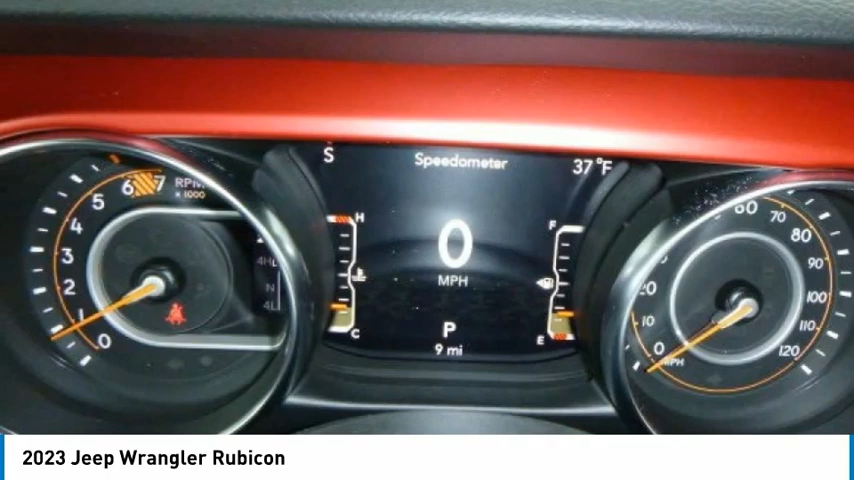 S Speedometer 37°F
6 7 RPM
x 1000
5
4
3
2
1
0
4H
N
4L
H
C
0
MPH
P
9 mi
F
E
60 70
80
90
100
110
120
20
10
0
MPH
2023 Jeep Wrangler Rubicon